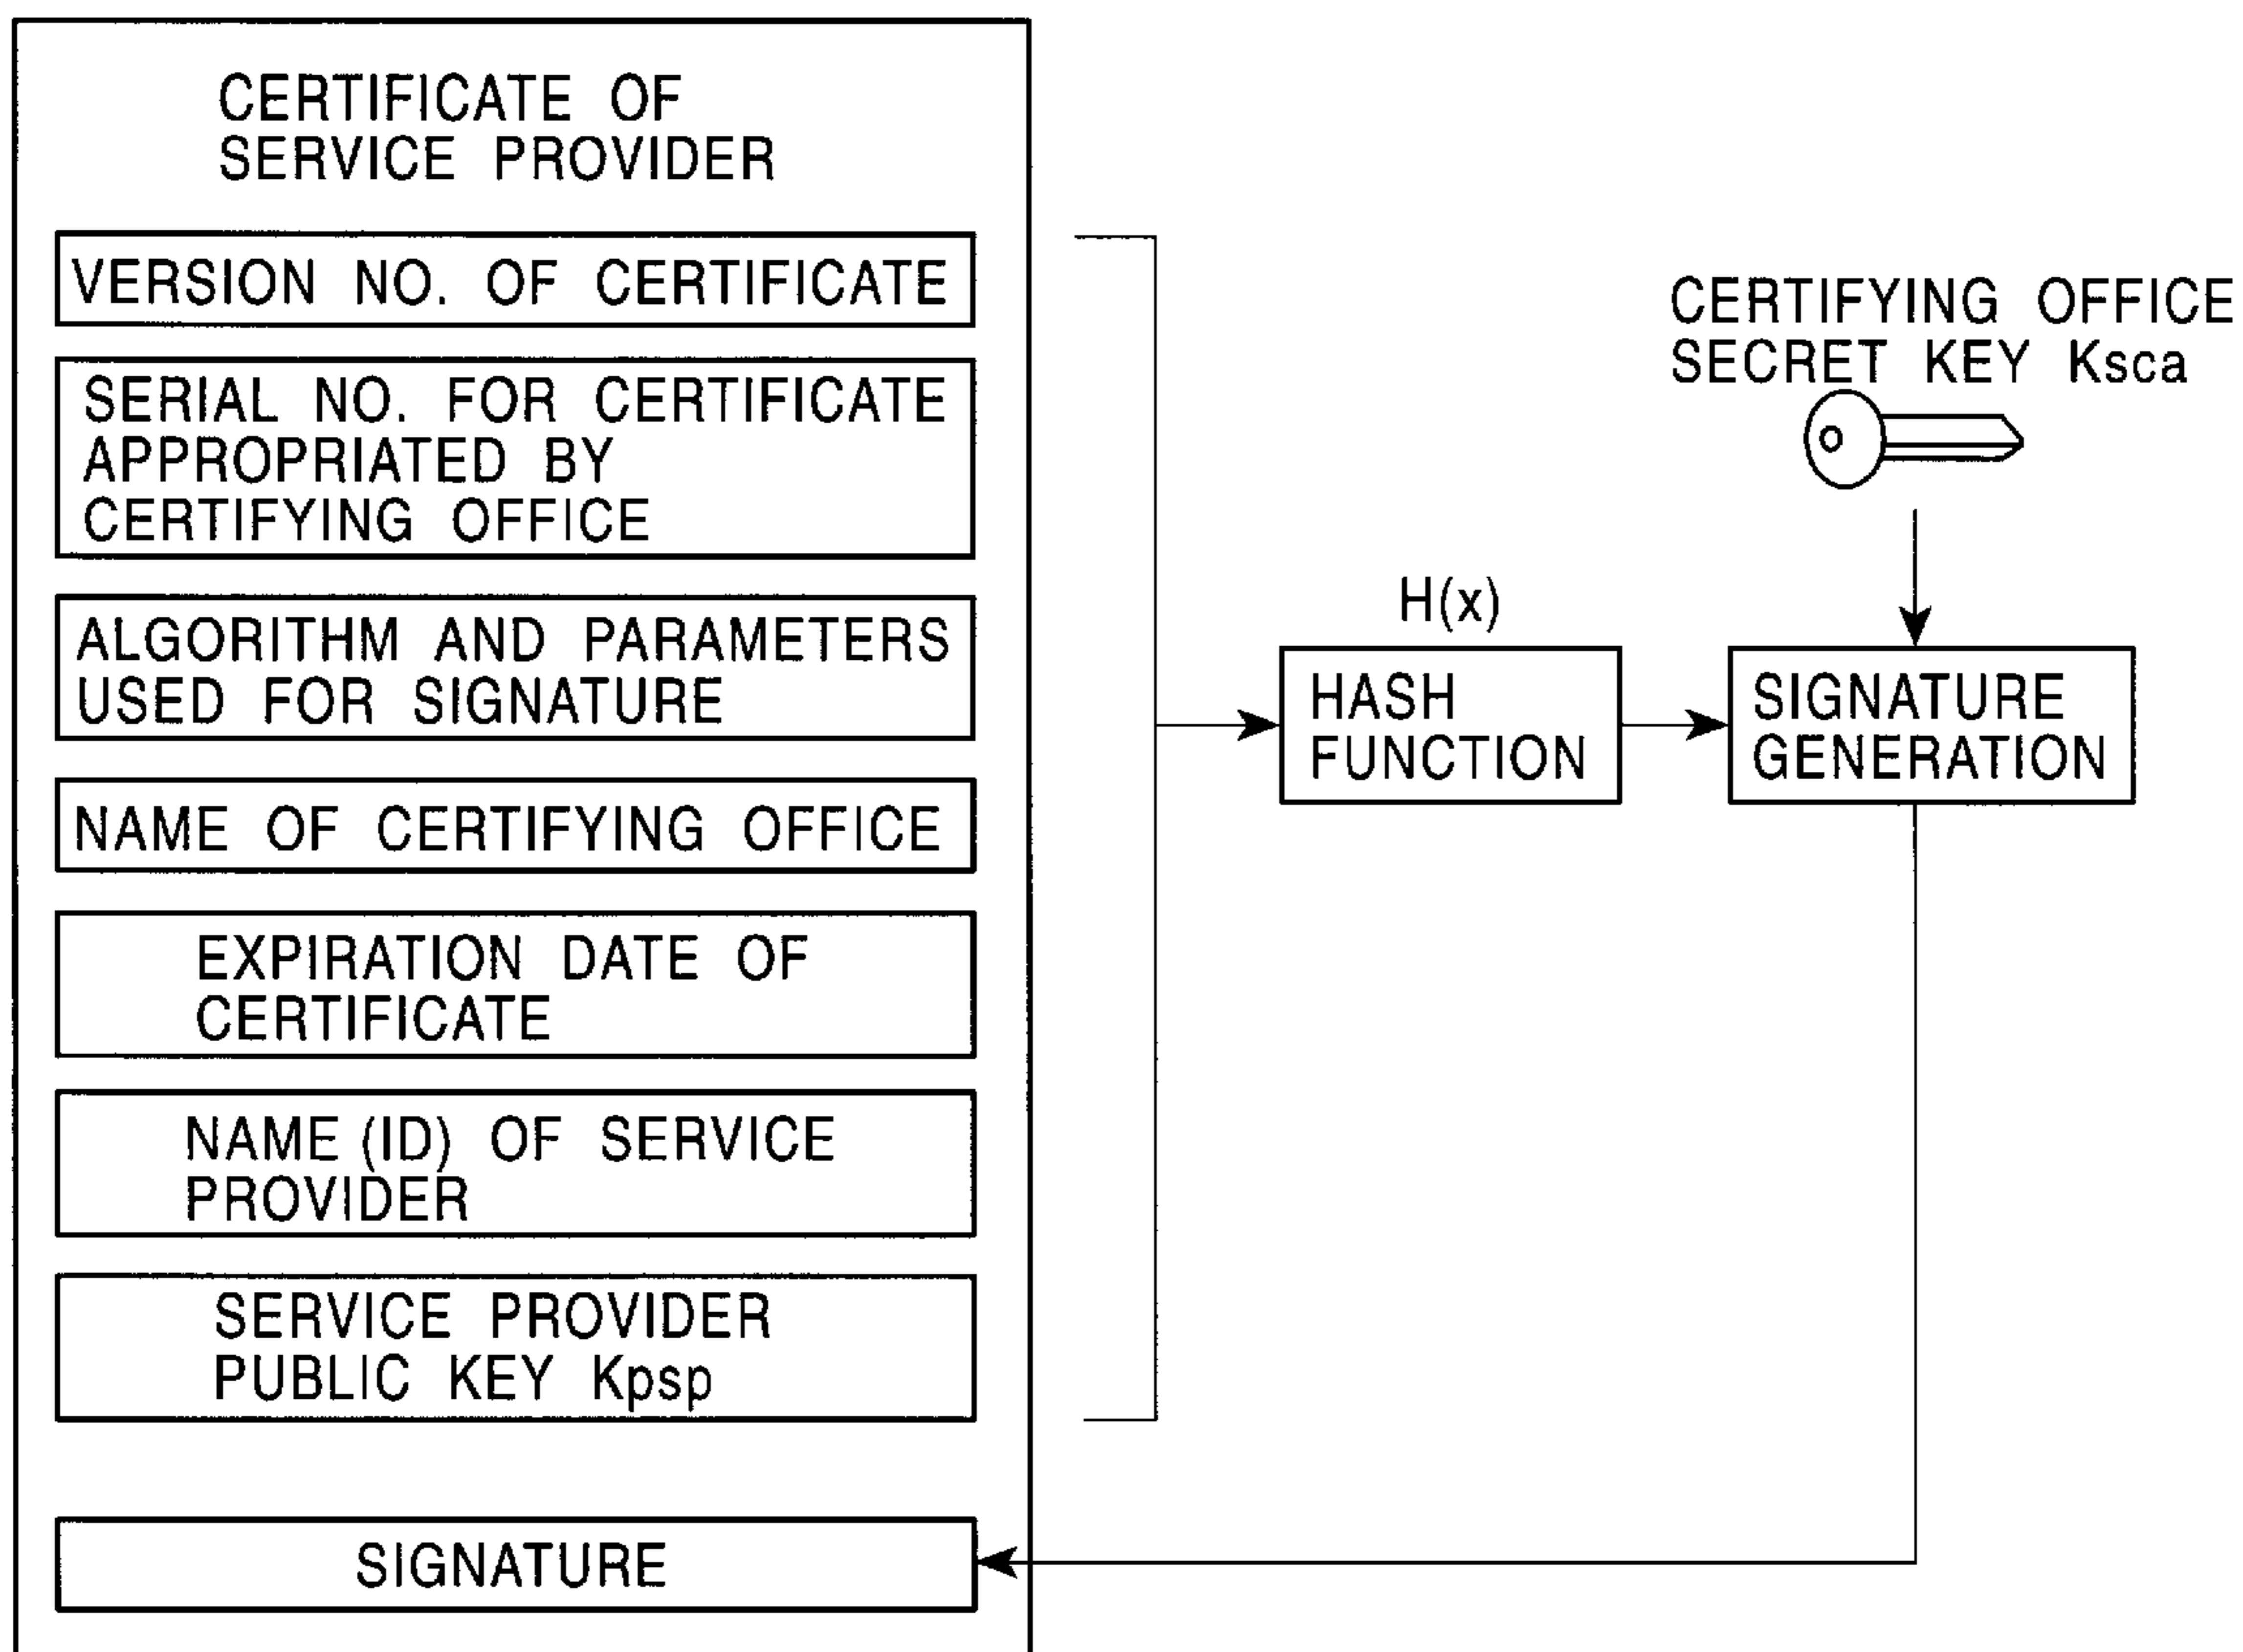 CERTIFICATE OF
SERVICE PROVIDER
VERSION NO. OF CERTIFICATE
SERIAL NO. FOR CERTIFICATE
APPROPRIATED BY
CERTIFYING OFFICE
ALGORITHM AND PARAMETERS
USED FOR SIGNATURE
NAME OF CERTIFYING OFFICE
EXPIRATION DATE OF
CERTIFICATE
NAME (ID) OF SERVICE
PROVIDER
SERVICE PROVIDER
PUBLIC KEY Kpsp
SIGNATURE
H(x)
HASH
FUNCTION
CERTIFYING OFFICE
SECRET KEY Ksca
SIGNATURE
GENERATION